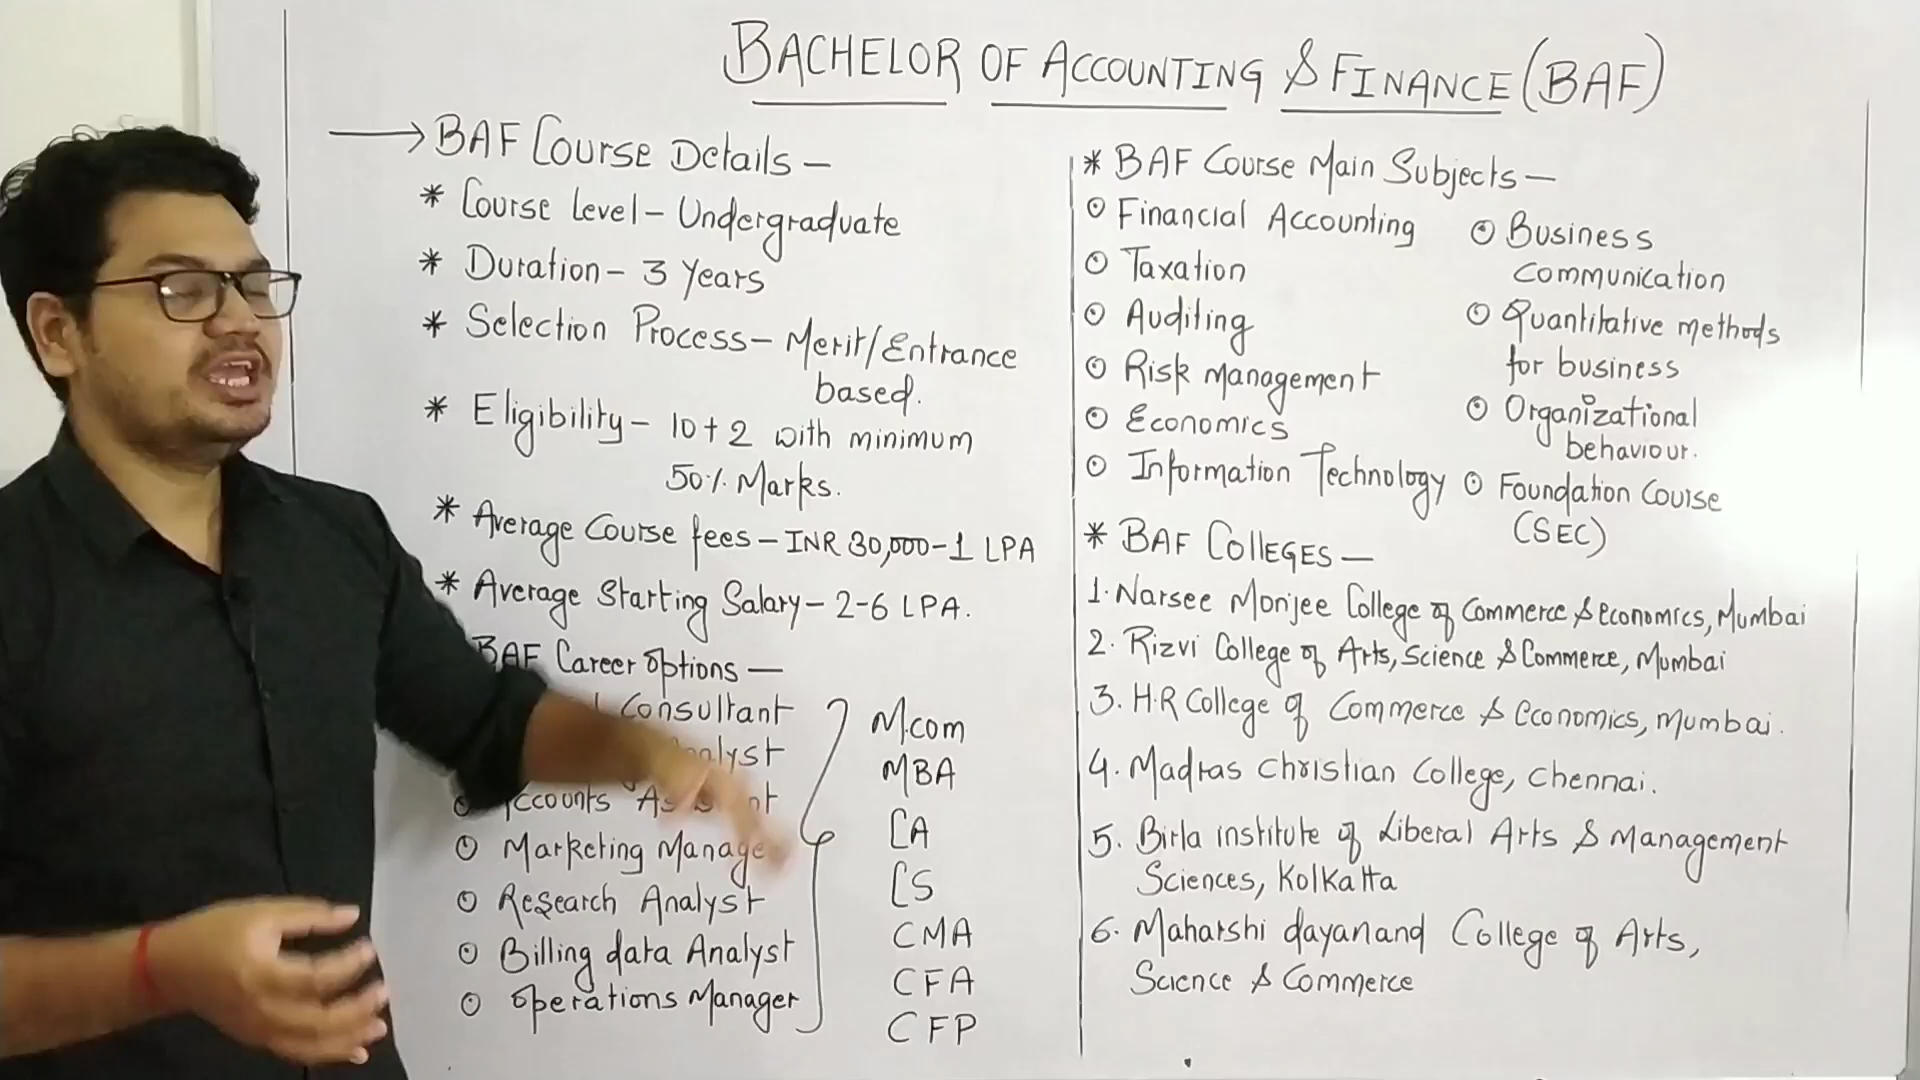 BACHELOR OF ACCOUNTING & FINANCE (BAF)
→ BAF COURSE DETAILS —
* Course Level - Undergraduate
* Duration - 3 Years
* Selection Process - Merit/Entrance
based.
* Eligibility - 10+2 with minimum
50% Marks.
* Average Course fees - INR 30,000-1 LPA
* Average Starting Salary - 2-6 LPA.
BAF Career options —
Consultant
Analyst
Accounts
Marketing Manager
Research Analyst
Billing data Analyst
Operations Manager
M.com
MBA
CA
CS
CMA
CFA
CFP
* BAF Course Main Subjects —
Financial Accounting
Taxation
Auditing
Risk Management
Economics
Information Technology
Business
Communication
Quantitative methods
for business
Organizational
behaviour.
Foundation Course
(SEC)
* BAF COLLEGES —
1. Narsee Monjee College of Commerce & Economics, Mumbai
2. Rizvi College of Arts, Science & Commerce, Mumbai
3. H.R College of Commerce & Economics, Mumbai.
4. Madras Christian College, Chennai.
5. Birla institute of Liberal Arts & Management
Sciences, Kolkatta
6. Maharshi dayanand College of Arts,
Science & Commerce